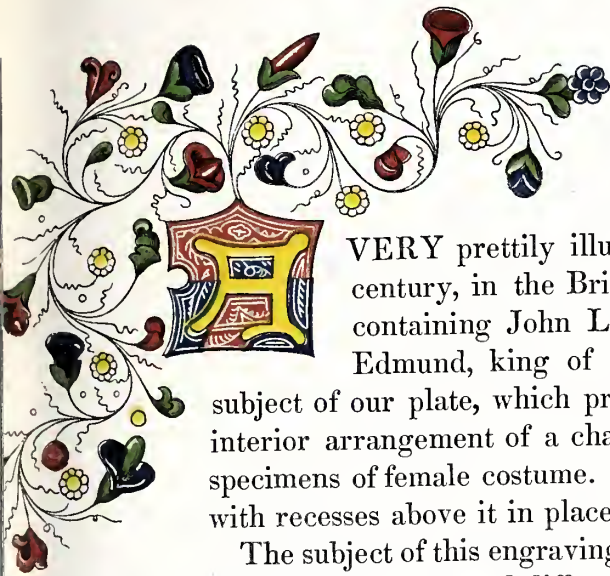 A VERY prettily illu
century, in the Bri
containing John L
Edmund, king of
subject of our plate, which pr
interior arrangement of a cha
specimens of female costume.
with recesses above it in place
The subject of this engraving